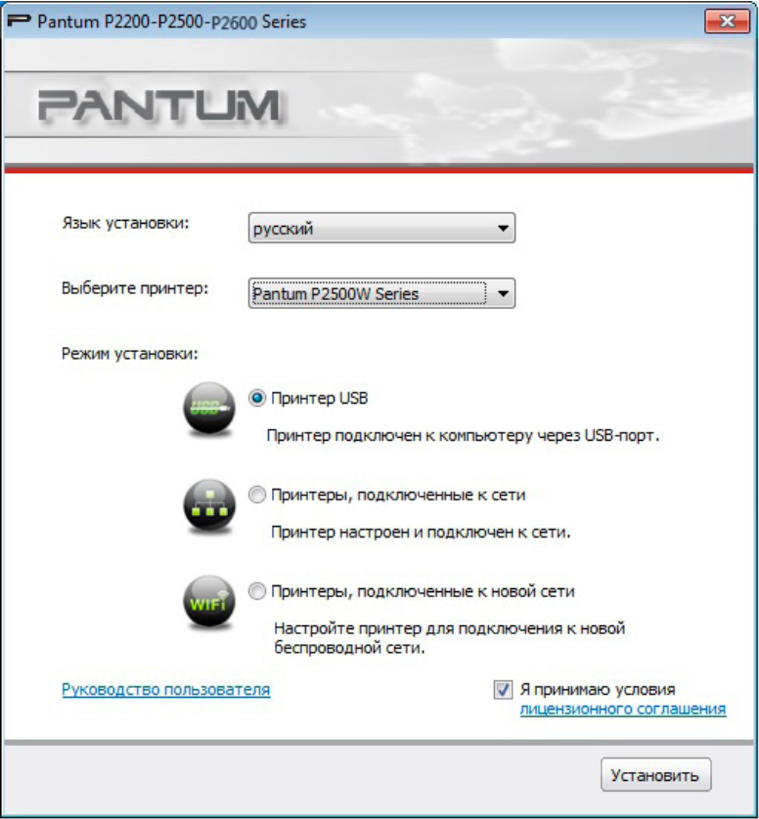 Pantum P2200-P2500-P2600 Series
PANTUM
Язык установки:
русский
Выберите принтер:
Pantum P2500W Series
Режим установки:
USB
Принтер USB
Принтер подключен к компьютеру через USB-порт.
Принтеры, подключенные к сети
Принтер настроен и подключен к сети.
WiFi
Принтеры, подключенные к новой сети
Настройте принтер для подключения к новой
беспроводной сети.
Руководство пользователя
Я принимаю условия
лицензионного соглашения
Установить